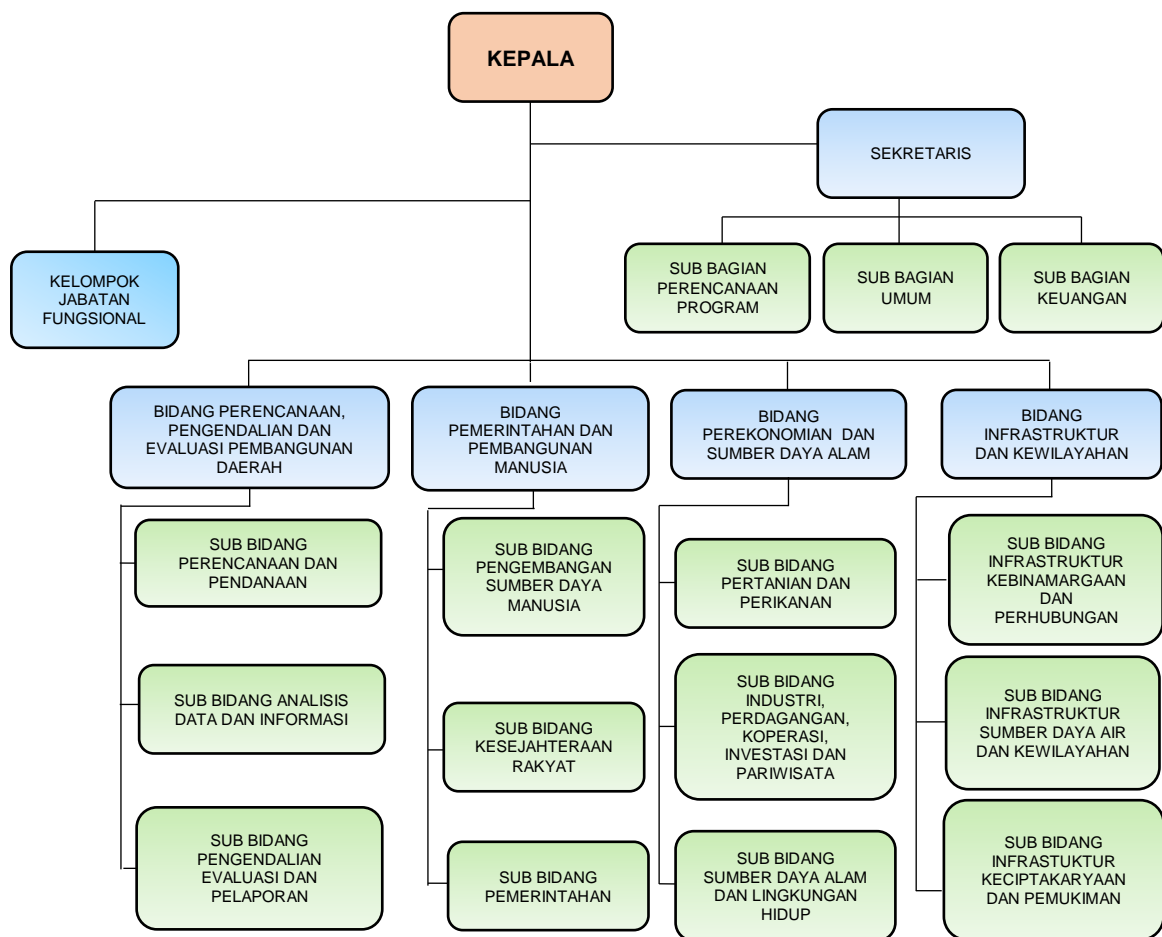 KEPALA
SEKRETARIS
KELOMPOK
JABATAN
FUNGSIONAL
SUB BAGIAN
PERENCANAAN
PROGRAM
SUB BAGIAN
UMUM
SUB BAGIAN
KEUANGAN
BIDANG PERENCANAAN,
PENGENDALIAN DAN
EVALUASI PEMBANGUNAN
DAERAH
BIDANG
PEMERINTAHAN DAN
PEMBANGUNAN
MANUSIA
BIDANG
PEREKONOMIAN DAN
SUMBER DAYA ALAM
BIDANG
INFRASTRUKTUR
DAN KEWILAYAHAN
SUB BIDANG
PERENCANAAN DAN
PENDANAAN
SUB BIDANG ANALISIS
DATA DAN INFORMASI
SUB BIDANG
PENGENDALIAN
EVALUASI DAN
PELAPORAN
SUB BIDANG
PENGEMBANGAN
SUMBER DAYA
MANUSIA
SUB BIDANG
KESEJAHTERAAN
RAKYAT
SUB BIDANG
PEMERINTAHAN
SUB BIDANG
PERTANIAN DAN
PERIKANAN
SUB BIDANG
INDUSTRI,
PERDAGANGAN,
KOPERASI,
INVESTASI DAN
PARIWISATA
SUB BIDANG
SUMBER DAYA ALAM
DAN LINGKUNGAN
HIDUP
SUB BIDANG
INFRASTRUKTUR
KEBINAMARGAAN
DAN
PERHUBUNGAN
SUB BIDANG
INFRASTRUKTUR
SUMBER DAYA AIR
DAN KEWILAYAHAN
SUB BIDANG
INFRASTUKTUR
KECIPTAKARYAAN
DAN PEMUKIMAN